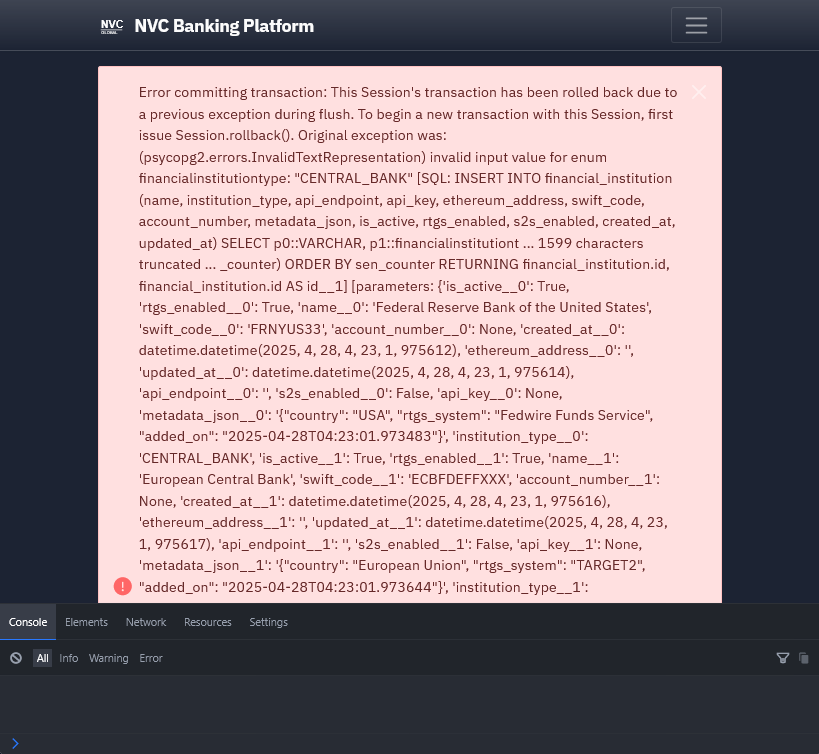 NVC
GLOBAL
NVC Banking Platform
Error committing transaction: This Session's transaction has been rolled back due to
a previous exception during flush. To begin a new transaction with this Session, first
issue Session.rollback(). Original exception was:
(psycopg2.errors.InvalidTextRepresentation) invalid input value for enum
financialinstitutiontype: "CENTRAL_BANK" [SQL: INSERT INTO financial_institution
(name, institution_type, api_endpoint, api_key, ethereum_address, swift_code,
account_number, metadata_json, is_active, rtgs_enabled, s2s_enabled, created_at,
updated_at) SELECT p0::VARCHAR, p1::financialinstitutiont ... 1599 characters
truncated ... _counter) ORDER BY sen_counter RETURNING financial_institution.id,
financial_institution.id AS id__1] [parameters: {'is_active__0': True,
'rtgs_enabled__0': True, 'name__0': 'Federal Reserve Bank of the United States',
'swift_code__0': 'FRNYUS33', 'account_number__0': None, 'created_at__0':
datetime.datetime(2025, 4, 28, 4, 23, 1, 975612), 'ethereum_address__0': '',
'updated_at__0': datetime.datetime(2025, 4, 28, 4, 23, 1, 975614),
'api_endpoint__0': '', 's2s_enabled__0': False, 'api_key__0': None,
'metadata_json__0': '{"country": "USA", "rtgs_system": "Fedwire Funds Service",
"added_on": "2025-04-28T04:23:01.973483"}', 'institution_type__0':
'CENTRAL_BANK', 'is_active__1': True, 'rtgs_enabled__1': True, 'name__1':
'European Central Bank', 'swift_code__1': 'ECBFDEFFXXX', 'account_number__1':
None, 'created_at__1': datetime.datetime(2025, 4, 28, 4, 23, 1, 975616),
'ethereum_address__1': '', 'updated_at__1': datetime.datetime(2025, 4, 28, 4, 23,
1, 975617), 'api_endpoint__1': '', 's2s_enabled__1': False, 'api_key__1': None,
'metadata_json__1': '{"country": "European Union", "rtgs_system": "TARGET2",
"added_on": "2025-04-28T04:23:01.973644"}', 'institution_type__1':
Console Elements Network Resources Settings
All Info Warning Error